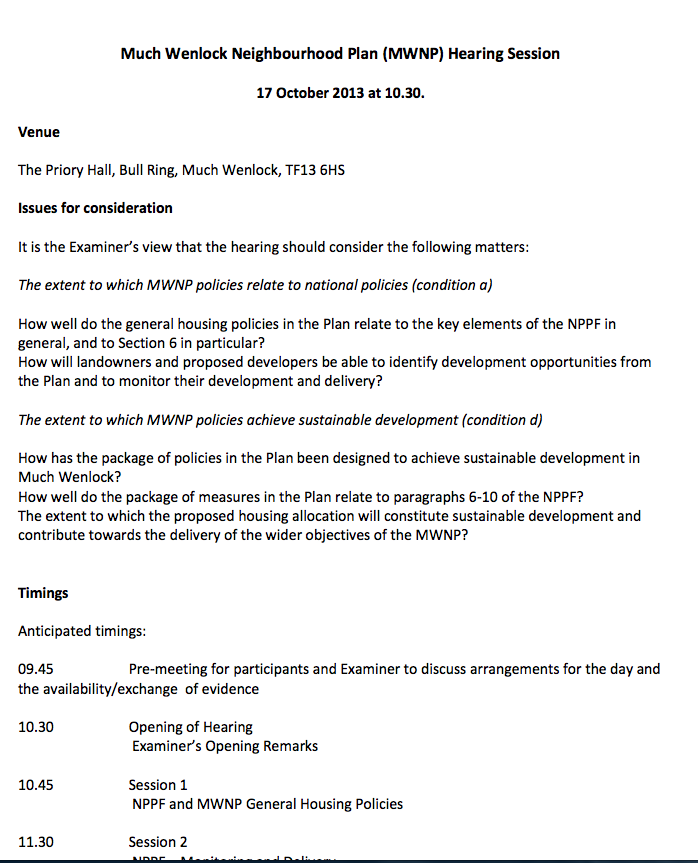 Much Wenlock Neighbourhood Plan (MWNP) Hearing Session
17 October 2013 at 10.30.
Venue
The Priory Hall, Bull Ring, Much Wenlock, TF13 6HS
Issues for consideration
It is the Examiner's view that the hearing should consider the following matters:
The extent to which MWNP policies relate to national policies (condition a)
How well do the general housing policies in the Plan relate to the key elements of the NPPF in
general, and to Section 6 in particular?
How will landowners and proposed developers be able to identify development opportunities from
the Plan and to monitor their development and delivery?
The extent to which MWNP policies achieve sustainable development (condition d)
How has the package of policies in the Plan been designed to achieve sustainable development in
Much Wenlock?
How well do the package of measures in the Plan relate to paragraphs 6-10 of the NPPF?
The extent to which the proposed housing allocation will constitute sustainable development and
contribute towards the delivery of the wider objectives of the MWNP?
Timings
Anticipated timings:
09.45 Pre-meeting for participants and Examiner to discuss arrangements for the day and
the availability/exchange of evidence
10.30 Opening of Hearing
Examiner's Opening Remarks
10.45 Session 1
NPPF and MWNP General Housing Policies
11.30 Session 2
NPPF Monitoring and Delivery